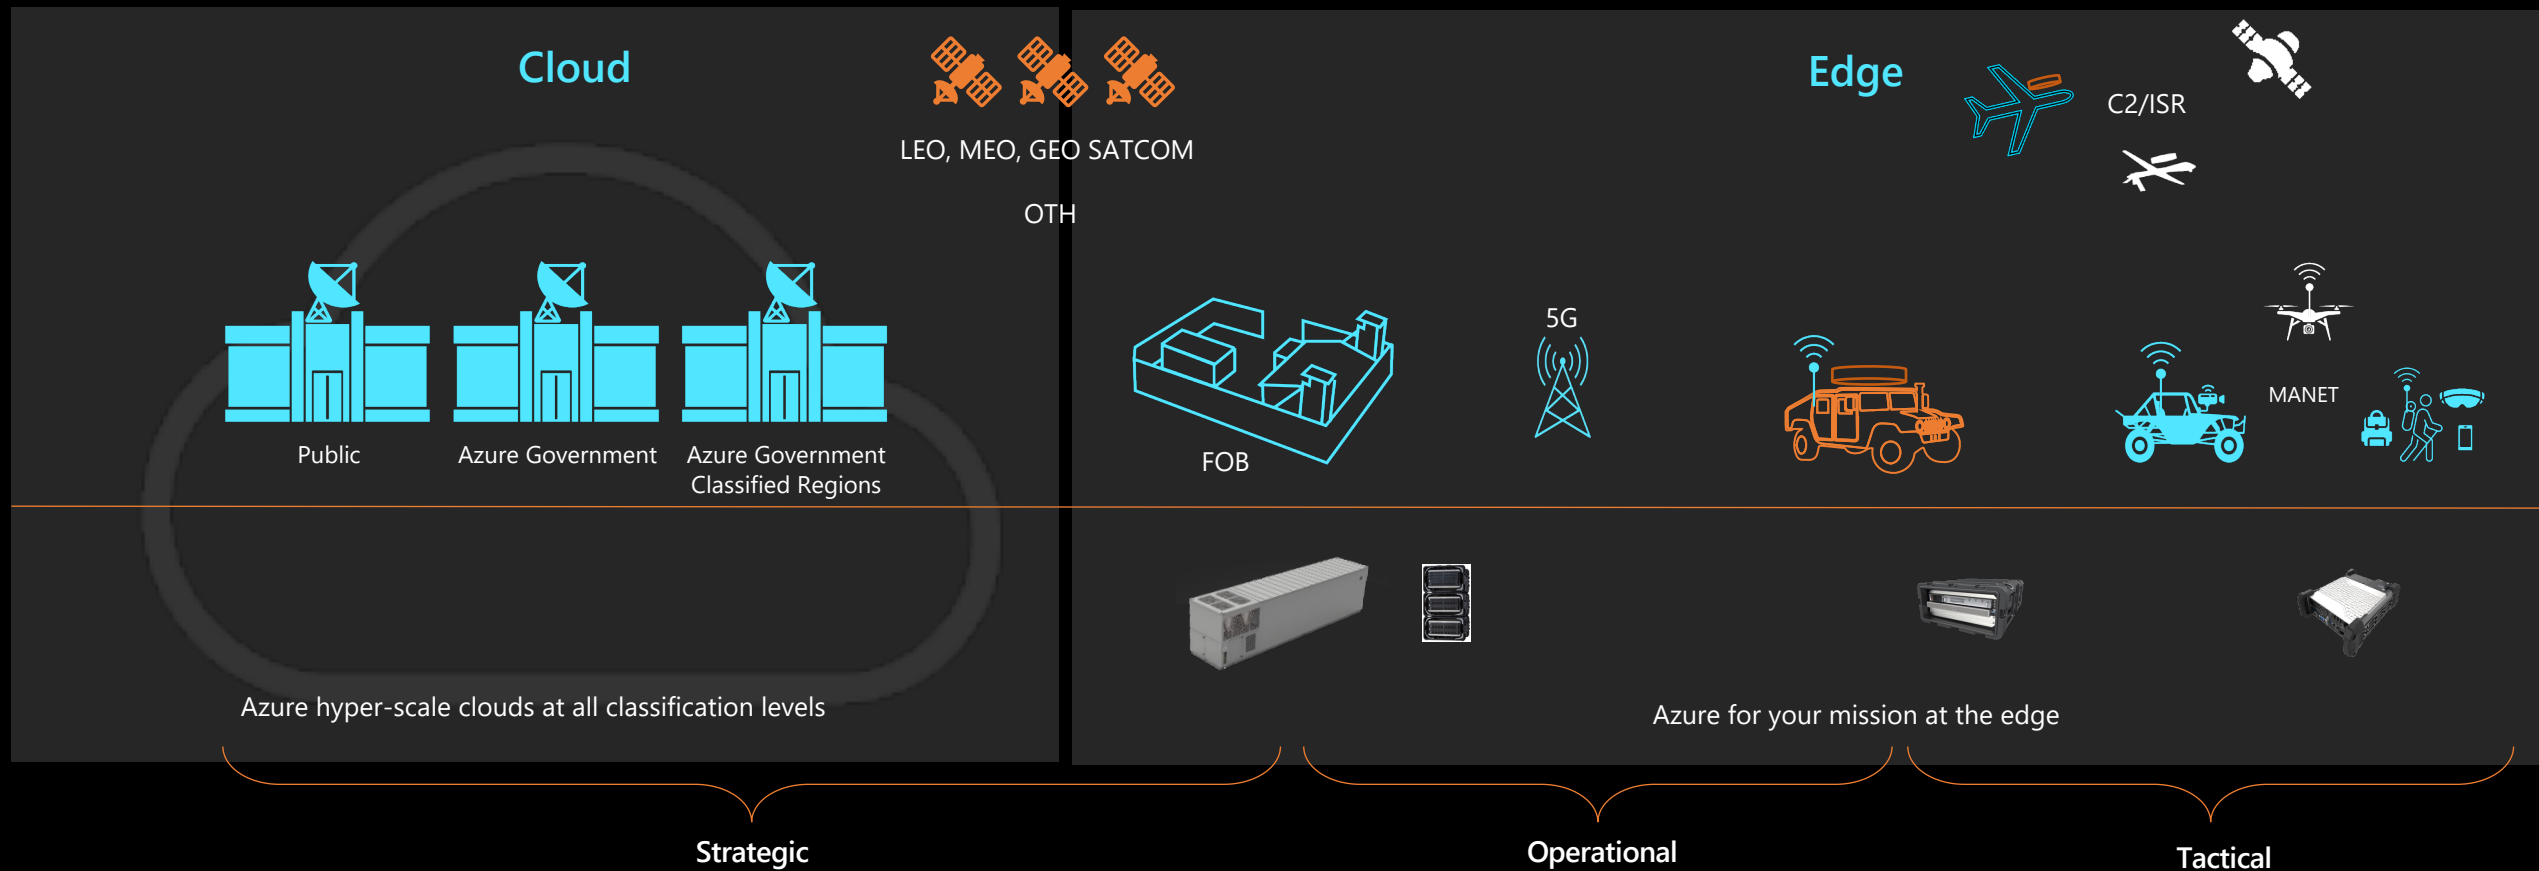 Cloud
Edge
C2/ISR
LEO, MEO, GEO SATCOM
OTH
5G
MANET
FOB
Public
Azure Government
Azure Government
Classified Regions
Azure hyper-scale clouds at all classification levels
Azure for your mission at the edge
Strategic
Operational
Tactical